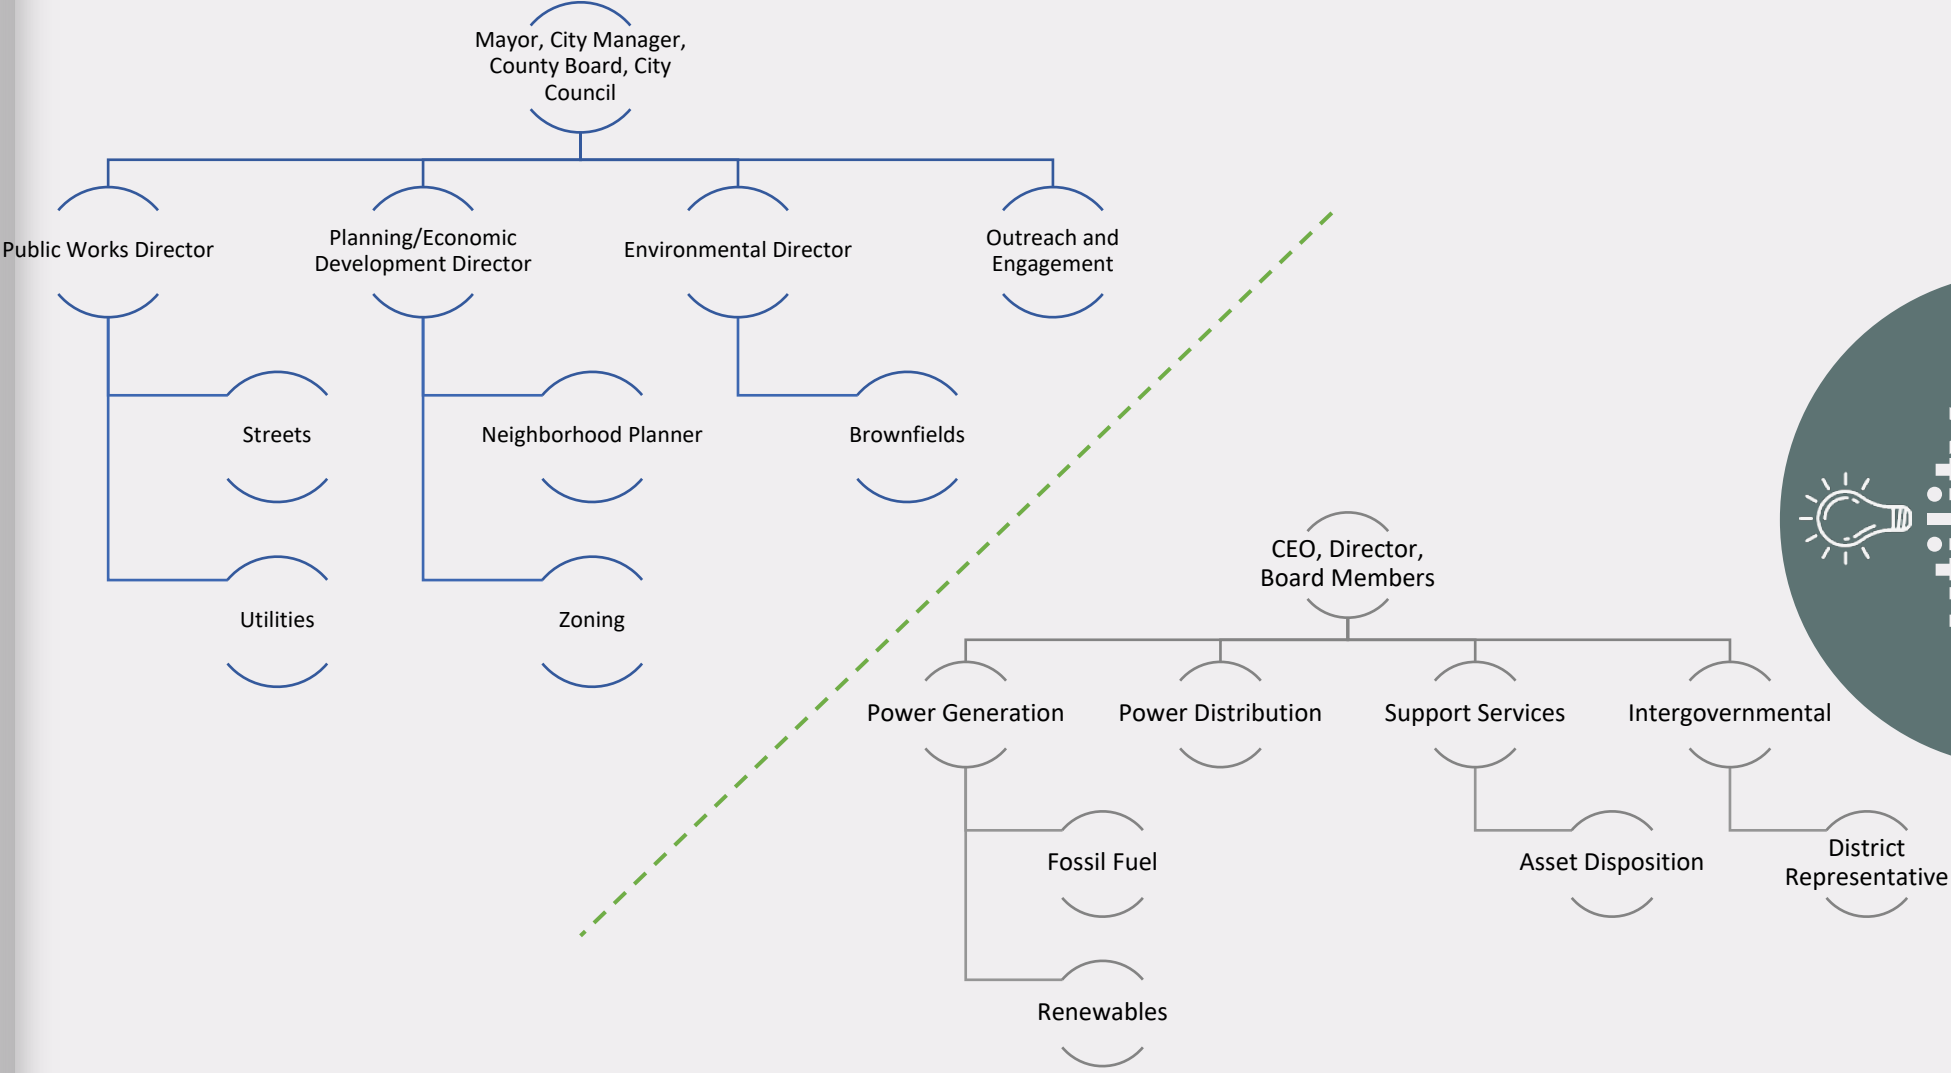 Mayor, City Manager,
County Board, City
Council
Public Works Director
Planning/Economic
Development Director
Environmental Director
Outreach and
Engagement
Streets
Neighborhood Planner
Brownfields
Utilities
Zoning
CEO, Director,
Board Members
Power Generation
Power Distribution
Support Services
Intergovernmental
Fossil Fuel
Asset Disposition
District
Representative
Renewables